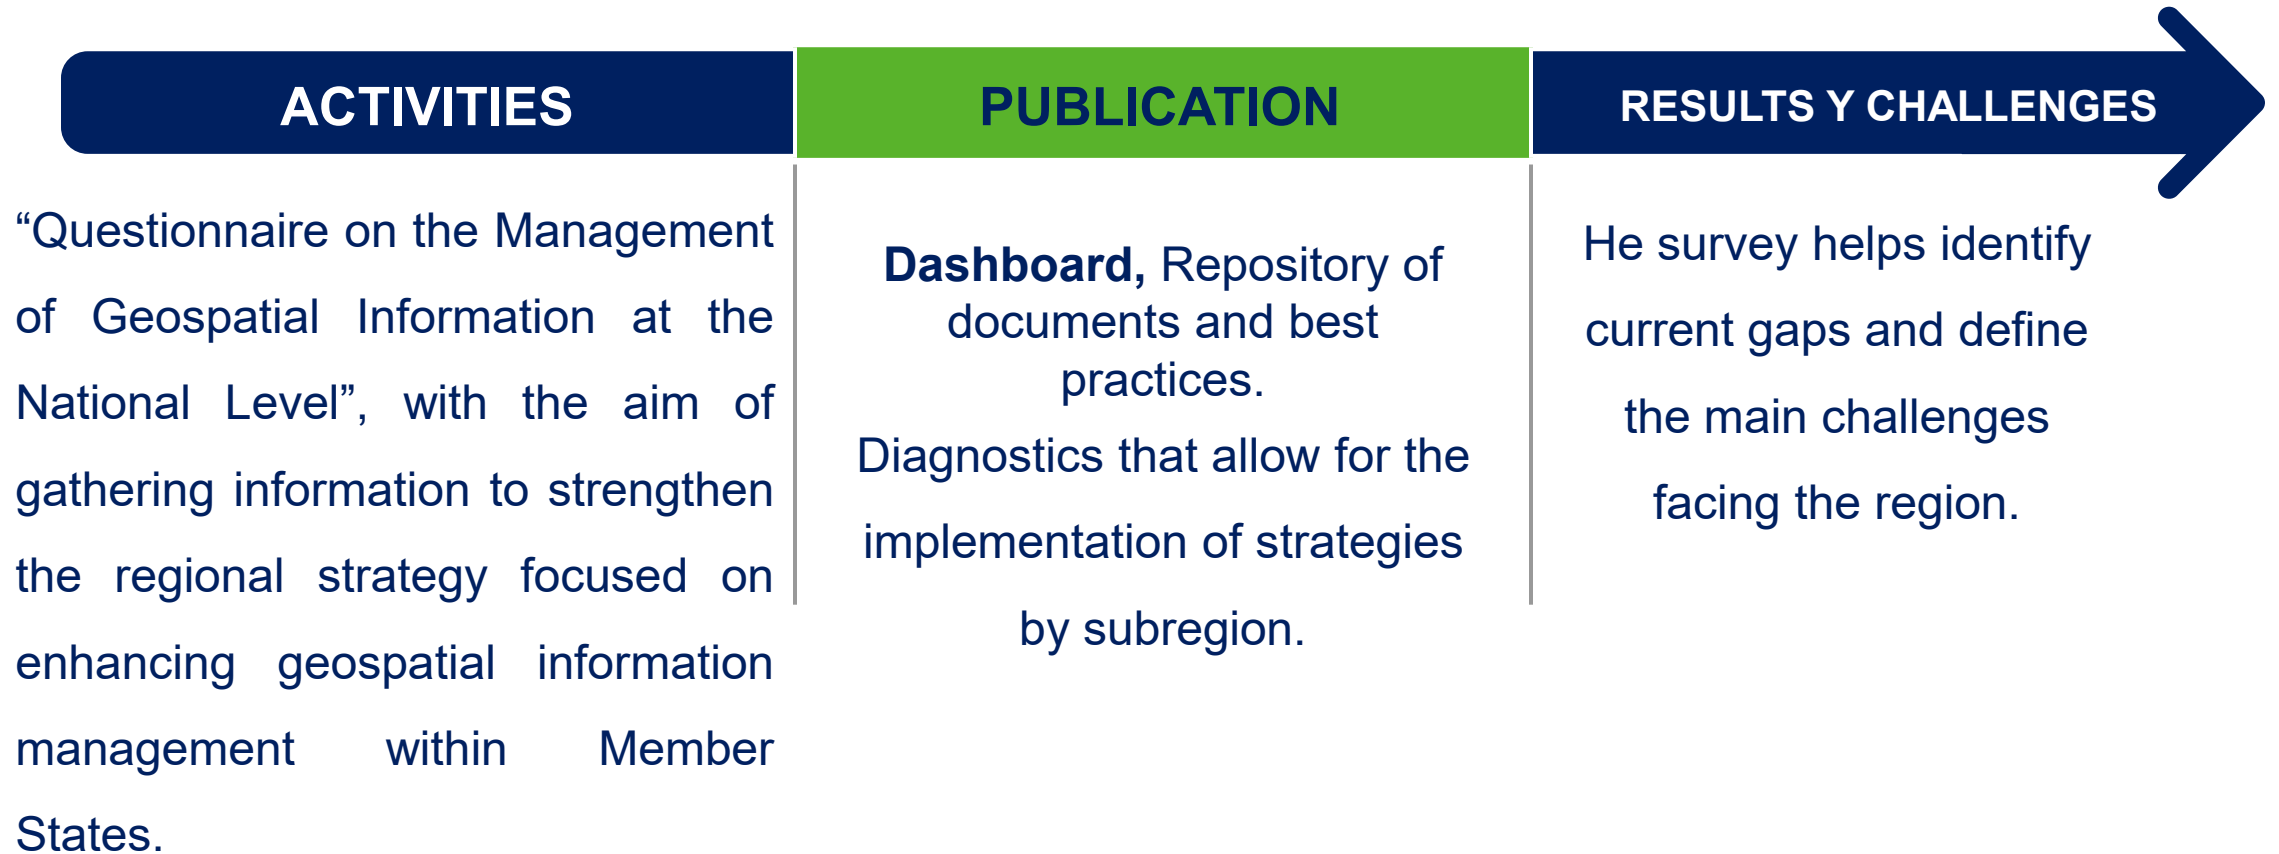 ACTIVITIES
“Questionnaire on the Management
of Geospatial Information at the
National Level”, with the aim of
gathering information to strengthen
the regional strategy focused on
enhancing geospatial information
management within Member
States.
PUBLICATION
Dashboard, Repository of
documents and best
practices.
Diagnostics that allow for the
implementation of strategies
by subregion.
RESULTS Y CHALLENGES
He survey helps identify
current gaps and define
the main challenges
facing the region.